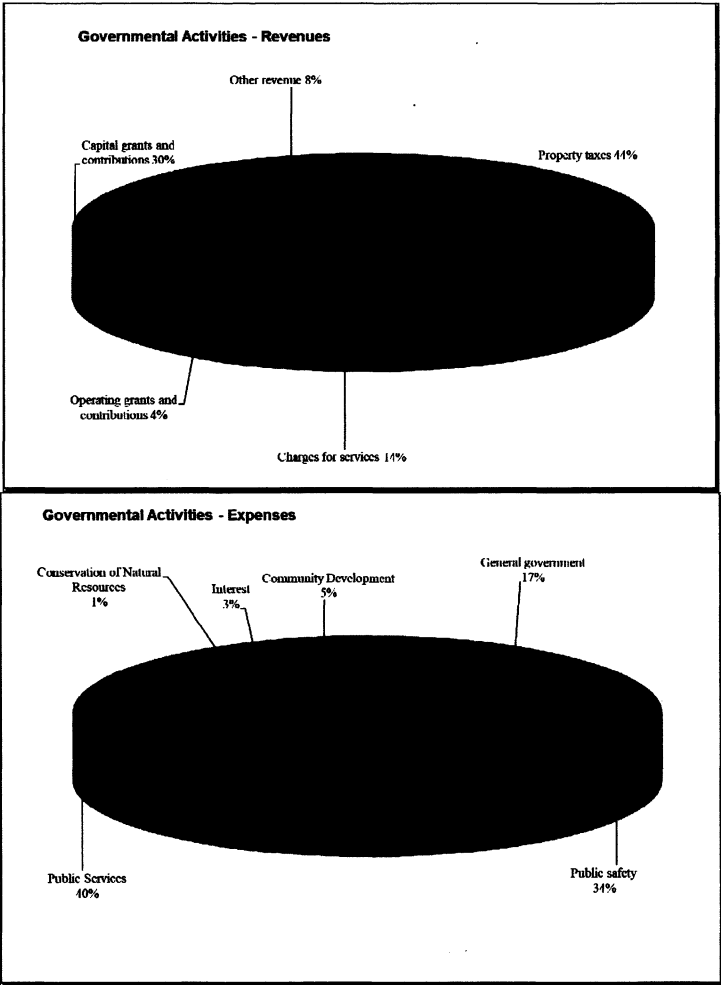 Governmental Activities - Revenues
Other revenue 8%
Capital grants and
contributions 30%
Property taxes 44%
Operating grants and
contributions 4%
Charges for services 14%
Governmental Activities - Expenses
Conservation of Natural
Resources
1%
Interest
3%
Community Development
5%
General government
17%
Public Services
40%
Public safety
34%